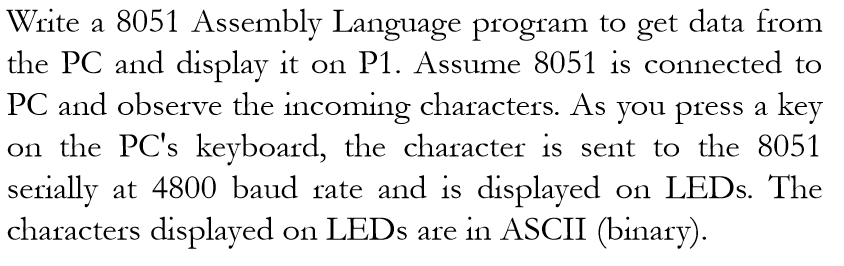 Write a 8051 Assembly Language program to get data from
the PC and display it on P1. Assume 8051 is connected to
PC and observe the incoming characters. As you press a key
on the PC's keyboard, the character is sent to the 8051
serially at 4800 baud rate and is displayed on LEDs. The
characters displayed on LEDs are in ASCII (binary).